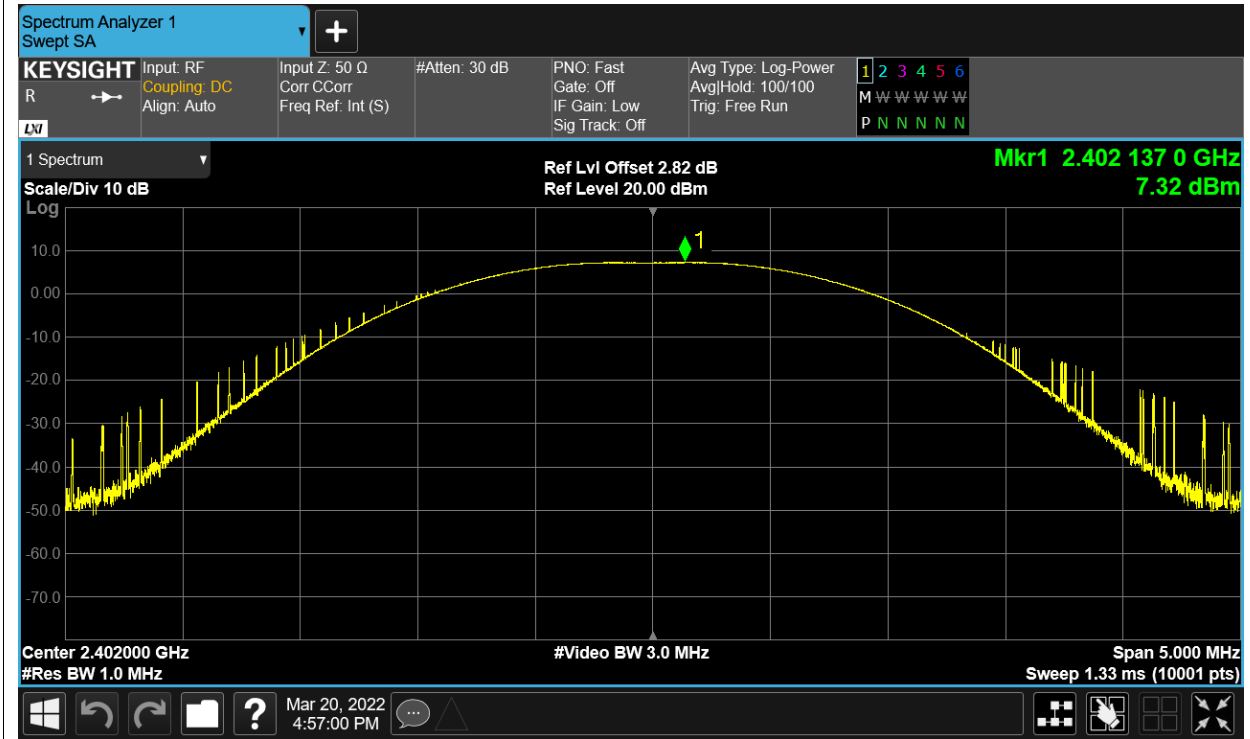 Spectrum Analyzer 1
Swept SA
+
KEYSIGHT
R
LXI
Input: RF
Coupling: DC
Align: Auto
Input Z: 50 Ω
Corr CCorr
Freq Ref: Int (S)
#Atten: 30 dB
PNO: Fast
Gate: Off
IF Gain: Low
Sig Track: Off
Avg Type: Log-Power
Avg|Hold: 100/100
Trig: Free Run
1 2 3 4 5 6
M W W W W W
P N N N N N
1 Spectrum
Scale/Div 10 dB
Log
Ref Lvl Offset 2.82 dB
Ref Level 20.00 dBm
Mkr1 2.402 137 0 GHz
7.32 dBm
1
10.0
0.00
-10.0
-20.0
-30.0
-40.0
-50.0
-60.0
-70.0
Center 2.402000 GHz
#Res BW 1.0 MHz
#Video BW 3.0 MHz
Span 5.000 MHz
Sweep 1.33 ms (10001 pts)
?
Mar 20, 2022
4:57:00 PM